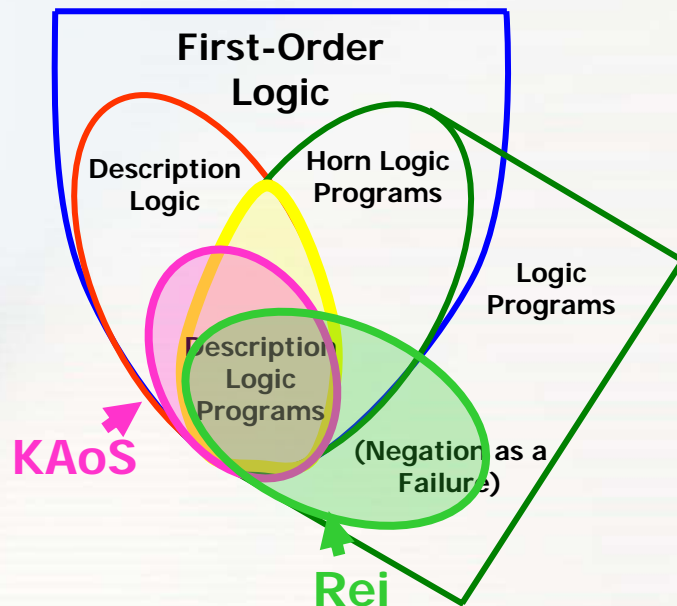 First-Order
Logic
Description
Logic
Horn Logic
Programs
Logic
Programs
Description
Logic
Programs
KAoS
(Negation as a
Failure)
Rei